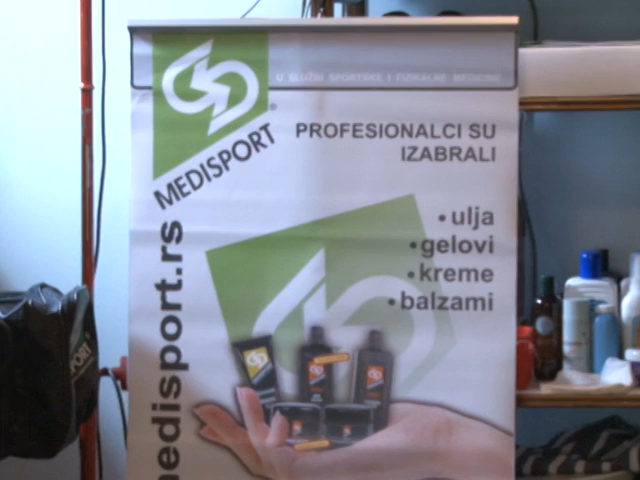 U SLUŽBI SPORTSKE I FIZIKALNE MEDICINE
MEDISPORT®
PROFESIONALCI SU
IZABRALI
• ulja
• gelovi
• kreme
• balzami
medisport.rs